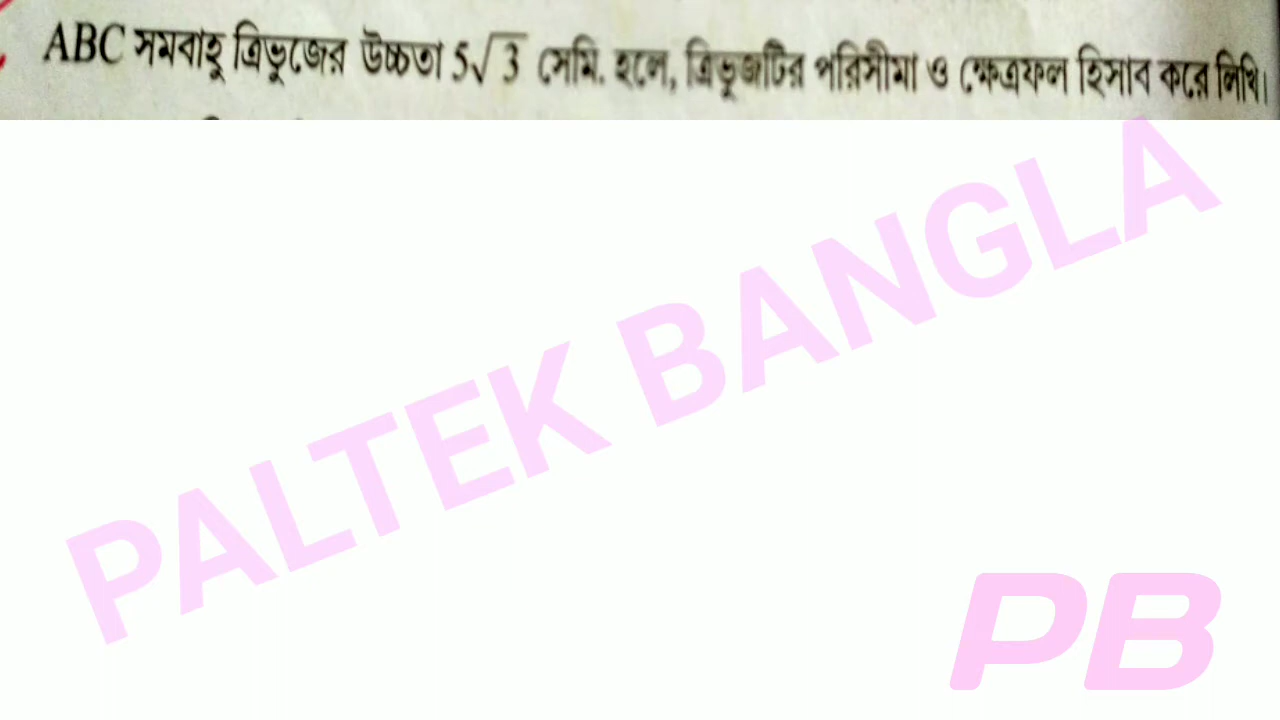 ABC সমবাহু ত্রিভুজের উচ্চতা 5√3 সেমি. হলে, ত্রিভুজটির পরিসীমা ও ক্ষেত্রফল হিসাব করে লিখি।
PALTEK BANGLA
PB